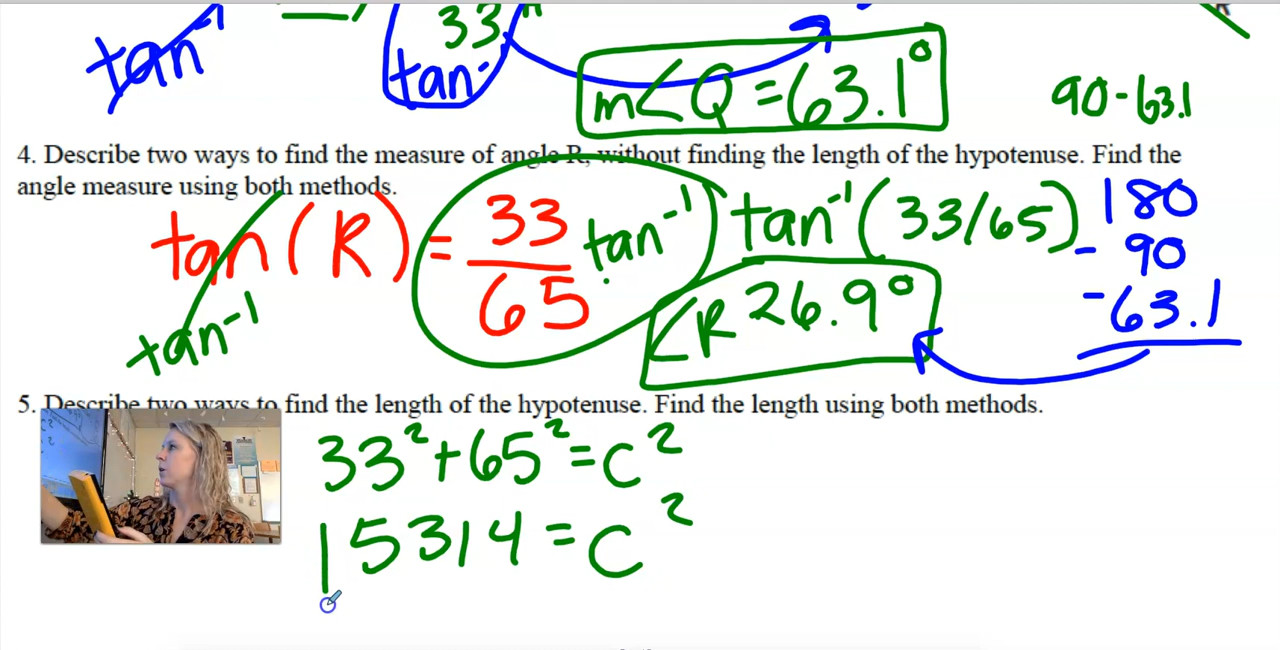 33
tan⁻¹
tan⁻
m∠Q = 63.1°
90 - 63.1
4. Describe two ways to find the measure of angle R, without finding the length of the hypotenuse. Find the
angle measure using both methods.
tan(R) = 33/65 tan⁻¹
tan⁻¹
tan⁻¹(33/65)
∠R 26.9°
180
- 90
- 63.1
5. Describe two ways to find the length of the hypotenuse. Find the length using both methods.
33² + 65² = c²
15314 = c²